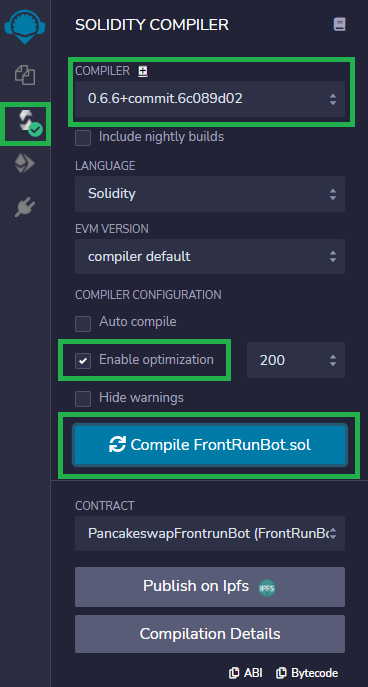 SOLIDITY COMPILER
COMPILER
0.6.6+commit.6c089d02
Include nightly builds
LANGUAGE
Solidity
EVM VERSION
compiler default
COMPILER CONFIGURATION
Auto compile
Enable optimization 200
Hide warnings
Compile FrontRunBot.sol
CONTRACT
PancakeswapFrontrunBot (FrontRunBo
Publish on Ipfs IPFS
Compilation Details
ABI Bytecode